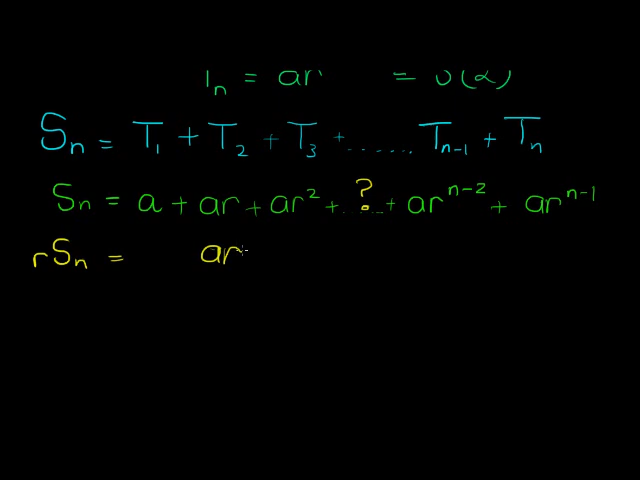 Sₙ = T₁ + T₂ + T₃ + ....... Tₙ₋₁ + Tₙ
Sₙ = a + ar + ar² + ..?.. + arⁿ⁻² + arⁿ⁻¹
rSₙ = ar